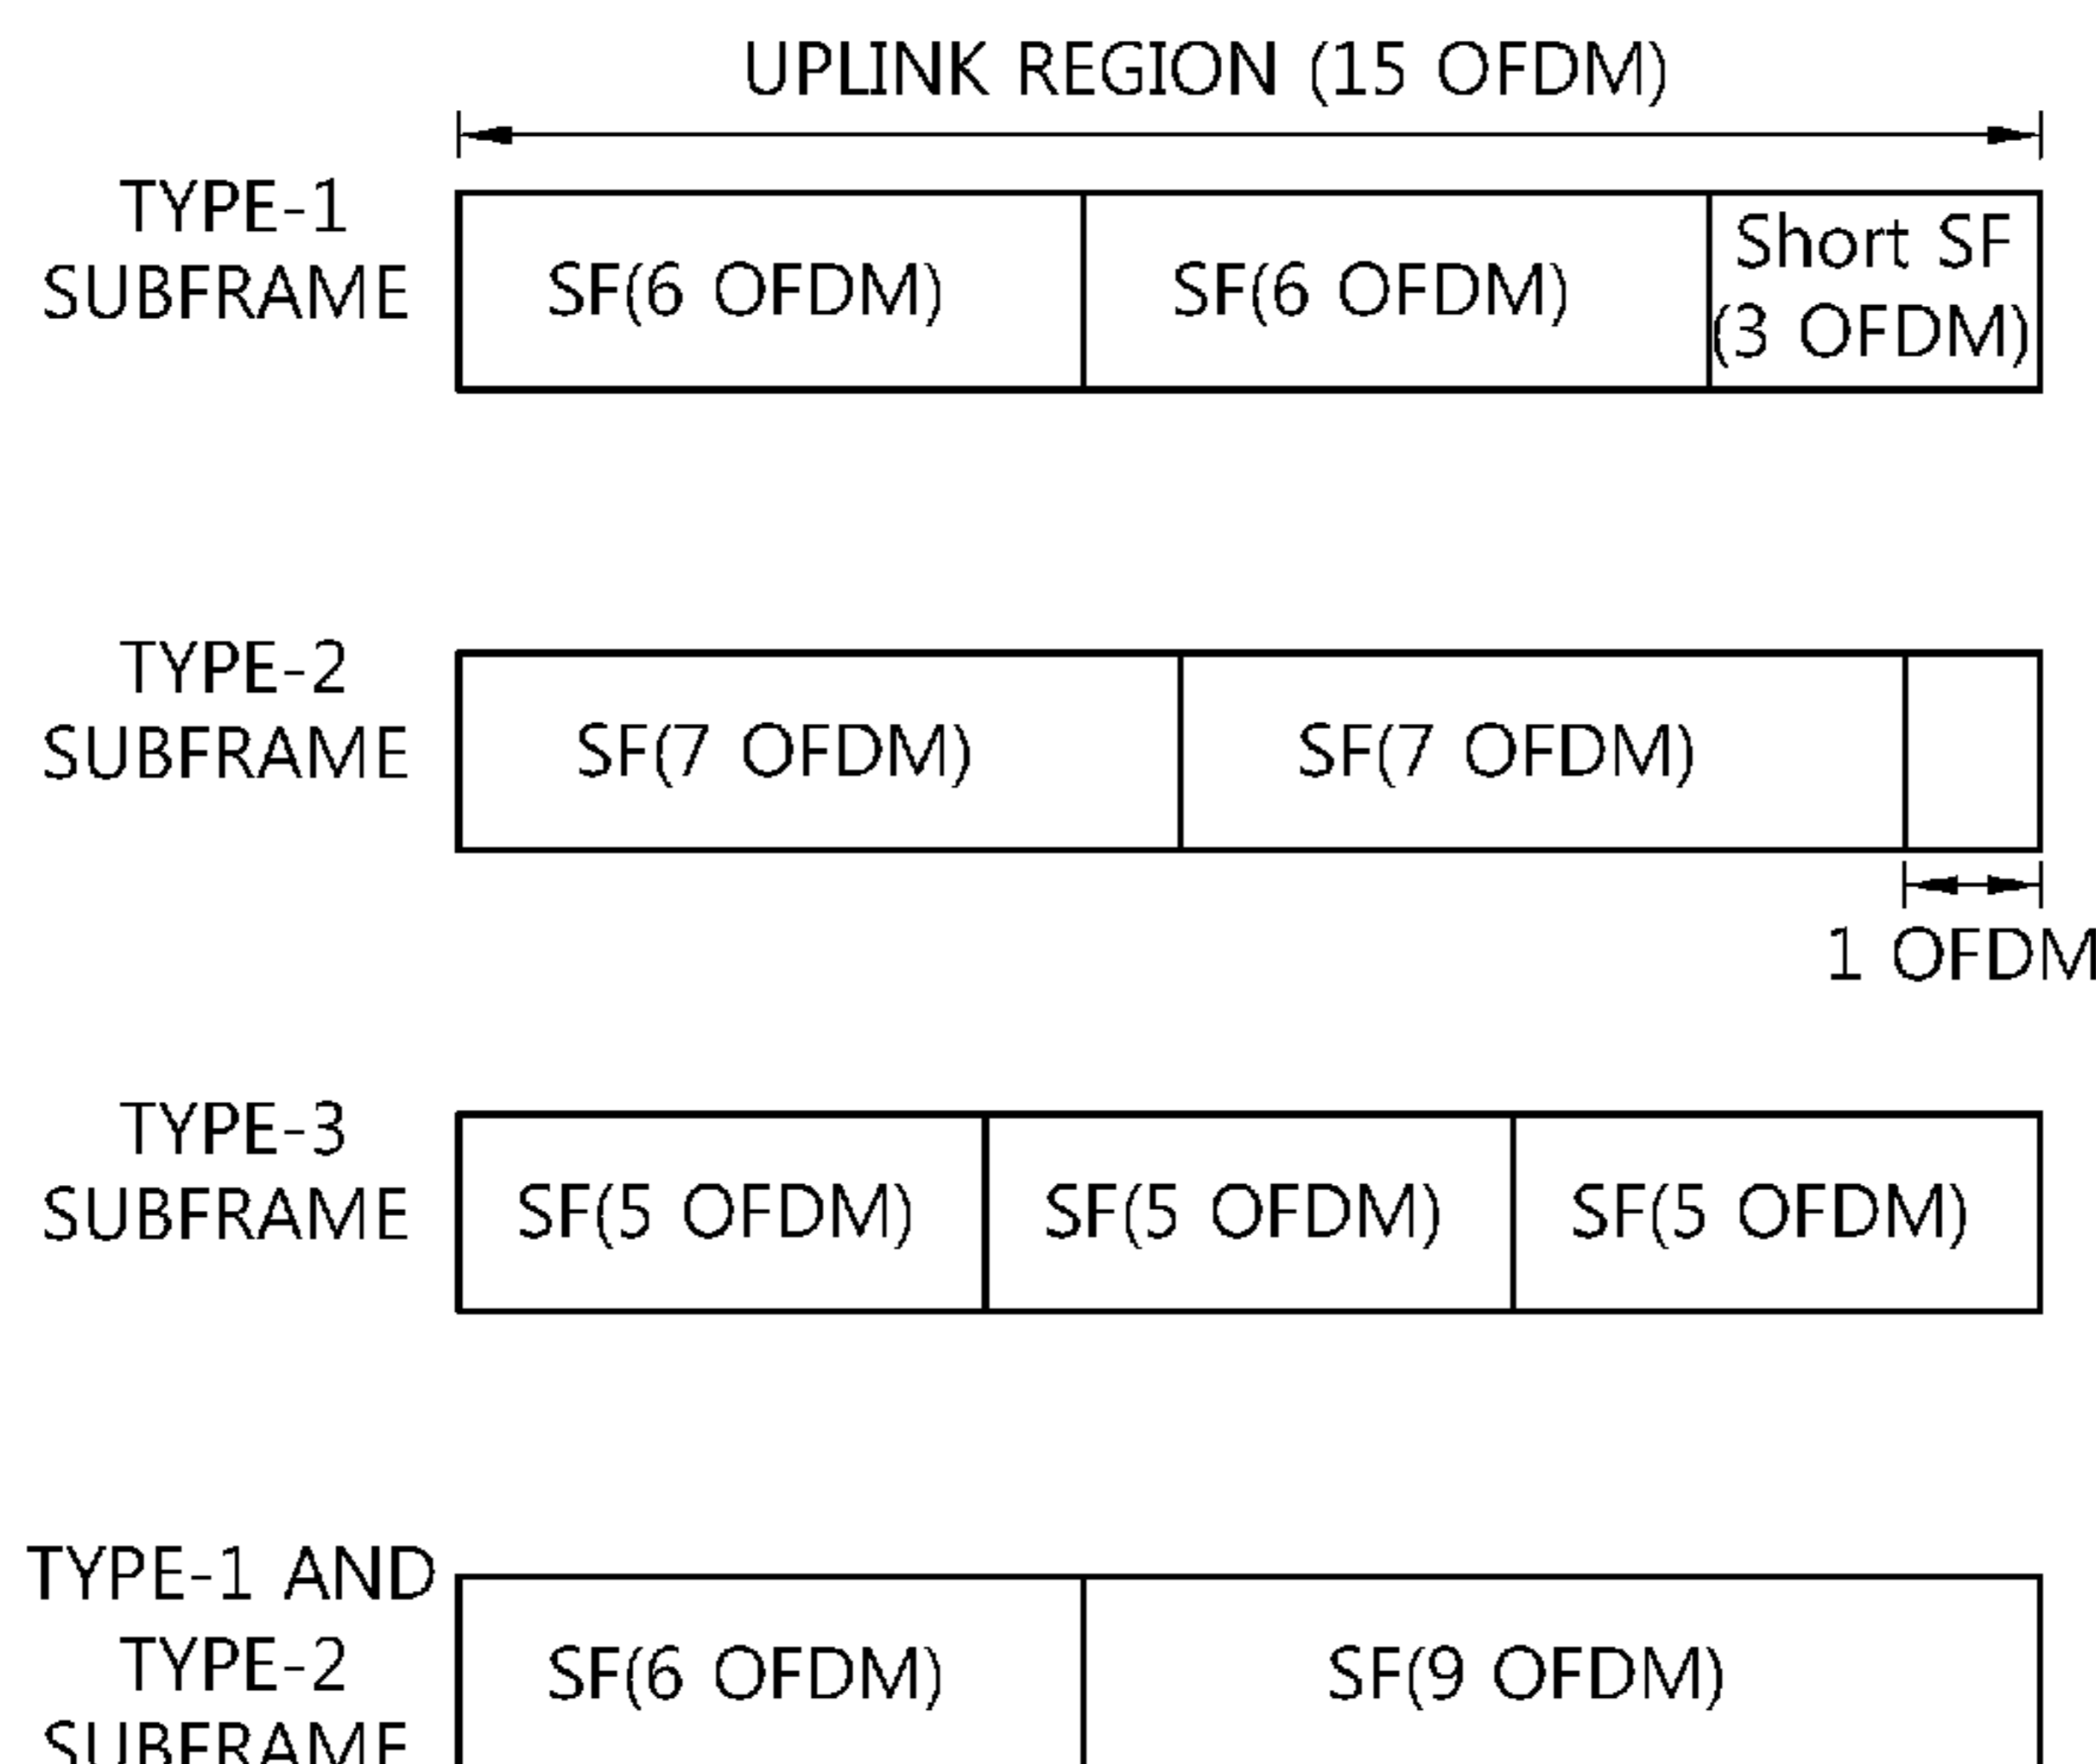 UPLINK REGION (15 OFDM)
TYPE-1
SUBFRAME
SF(6 OFDM)
SF(6 OFDM)
Short SF
(3 OFDM)
TYPE-2
SUBFRAME
SF(7 OFDM)
SF(7 OFDM)
1 OFDM
TYPE-3
SUBFRAME
SF(5 OFDM)
SF(5 OFDM)
SF(5 OFDM)
TYPE-1 AND
TYPE-2
SUBFRAME
SF(6 OFDM)
SF(9 OFDM)